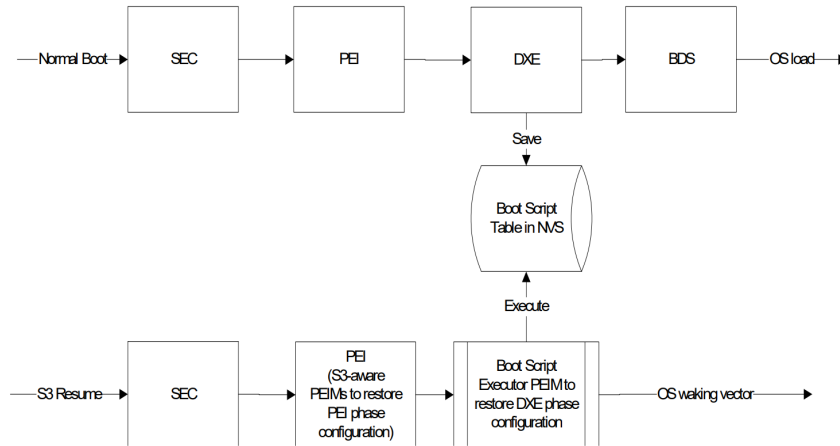 Normal Boot
SEC
PEI
DXE
BDS
OS load
Save
Boot Script
Table in NVS
Execute
S3 Resume
SEC
PEI
(S3-aware
PEIMs to restore
PEI phase
configuration)
Boot Script
Executor PEIM to
restore DXE phase
configuration
OS waking vector